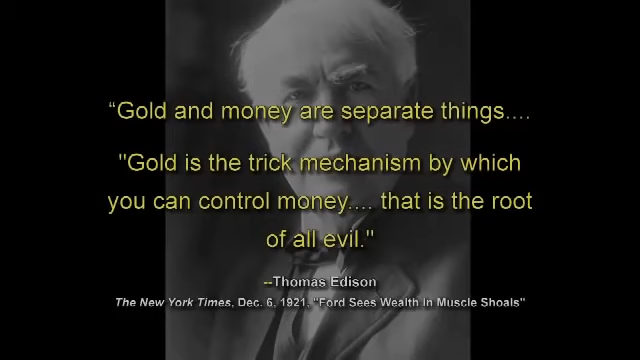 “Gold and money are separate things....
"Gold is the trick mechanism by which
you can control money.... that is the root
of all evil."
--Thomas Edison
The New York Times, Dec. 6, 1921, "Ford Sees Wealth In Muscle Shoals"